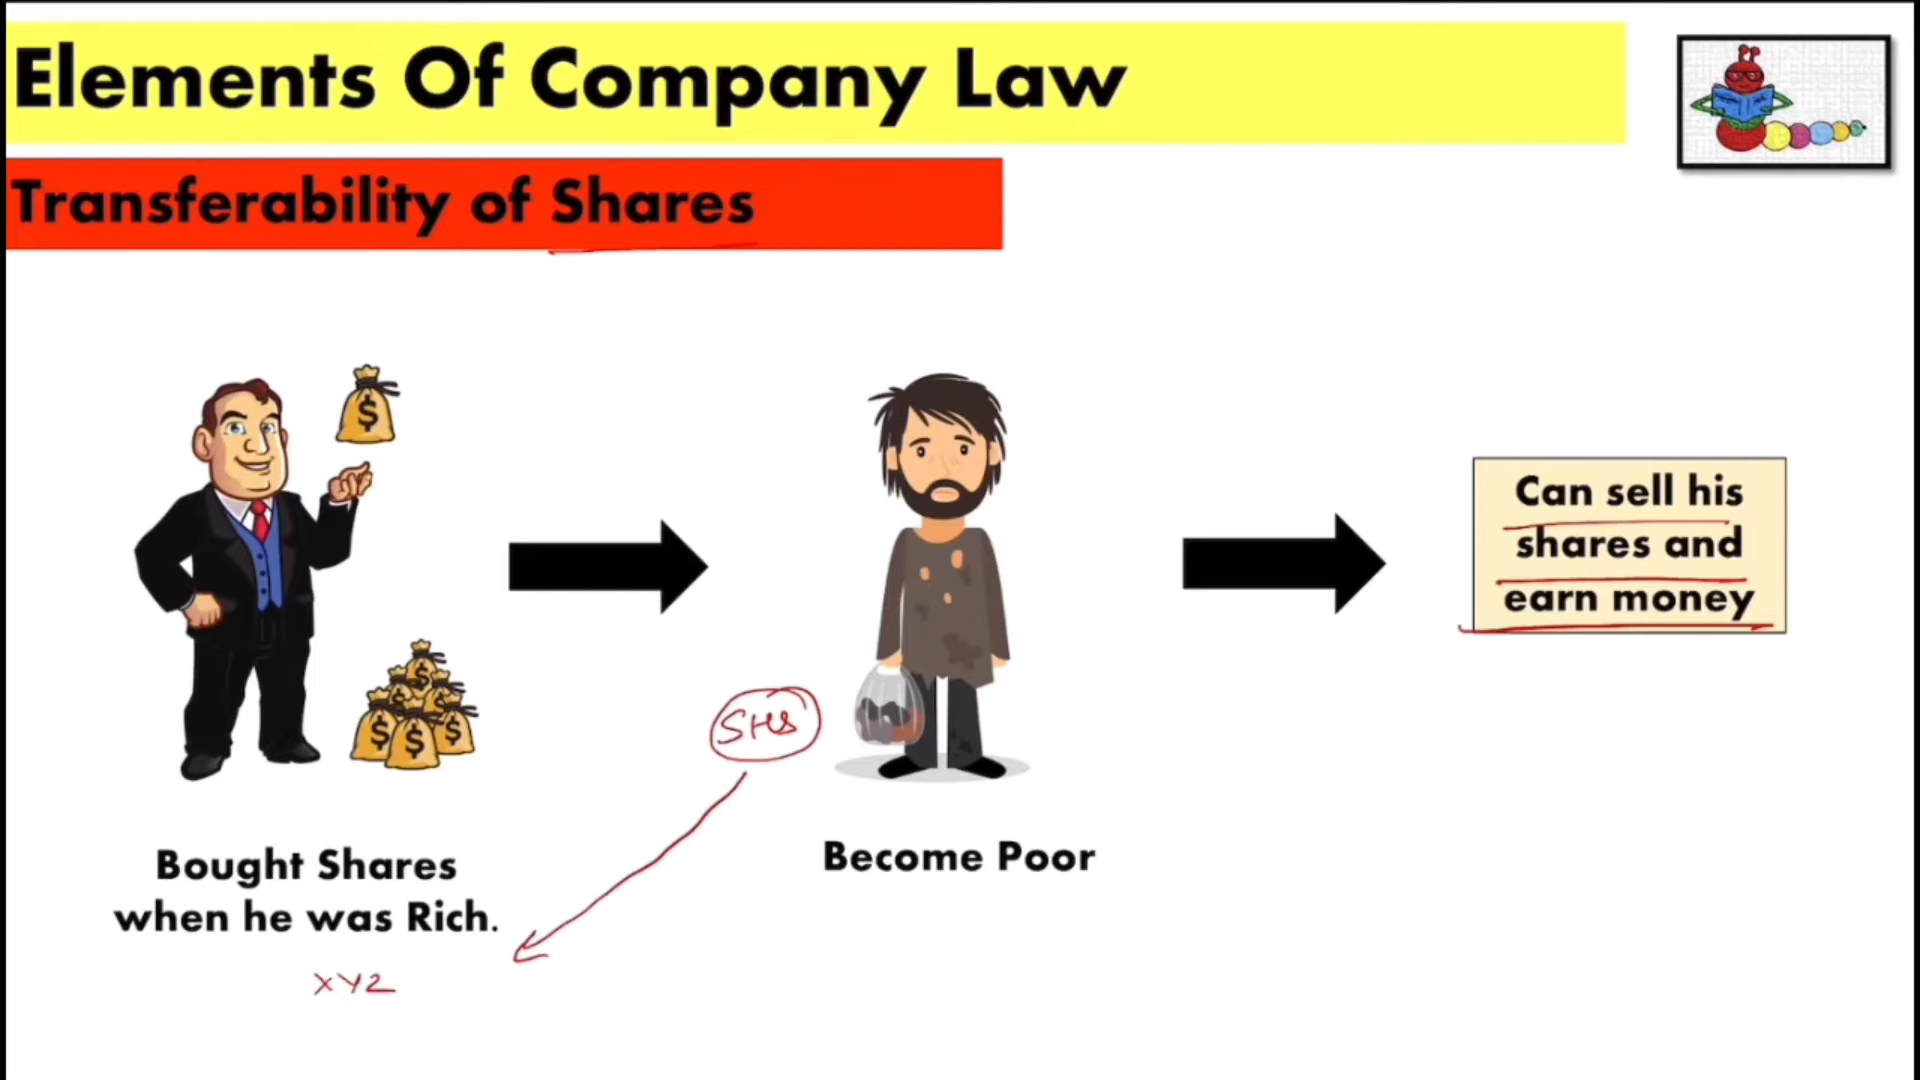 Elements Of Company Law
Transferability of Shares
$
$
$
$
$
$
$
Can sell his
shares and
earn money
SHS
Become Poor
Bought Shares
when he was Rich.
XYZ